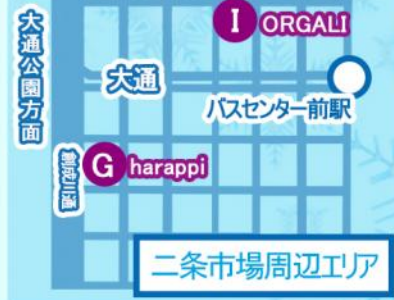 I ORGALI
大通公園方面
大通
バスセンター前駅
創成川通
G harappi
二条市場周辺エリア